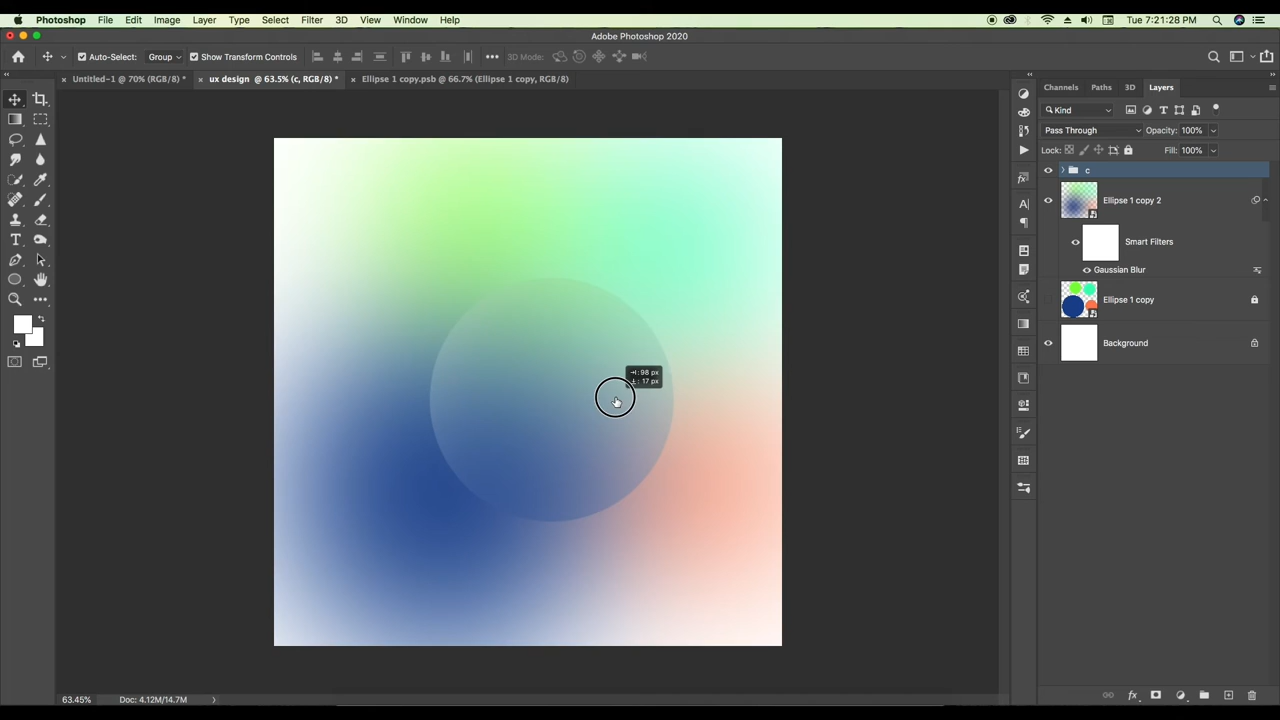 Photoshop File Edit Image Layer Type Select Filter 3D View Window Help Tue 7:21:28 PM
Adobe Photoshop 2020
Auto-Select: Group Show Transform Controls 3D Mode:
Untitled-1 @ 70% (RGB/8) * ux design @ 63.5% (c, RGB/8) * Ellipse 1 copy.psb @ 66.7% (Ellipse 1 copy, RGB/8)
Channels Paths 3D Layers
Kind
Pass Through Opacity: 100%
Lock: Fill: 100%
c
Ellipse 1 copy 2
Smart Filters
Gaussian Blur
Ellipse 1 copy
Background
98 px
17 px
63.45% Doc: 4.12M/14.7M